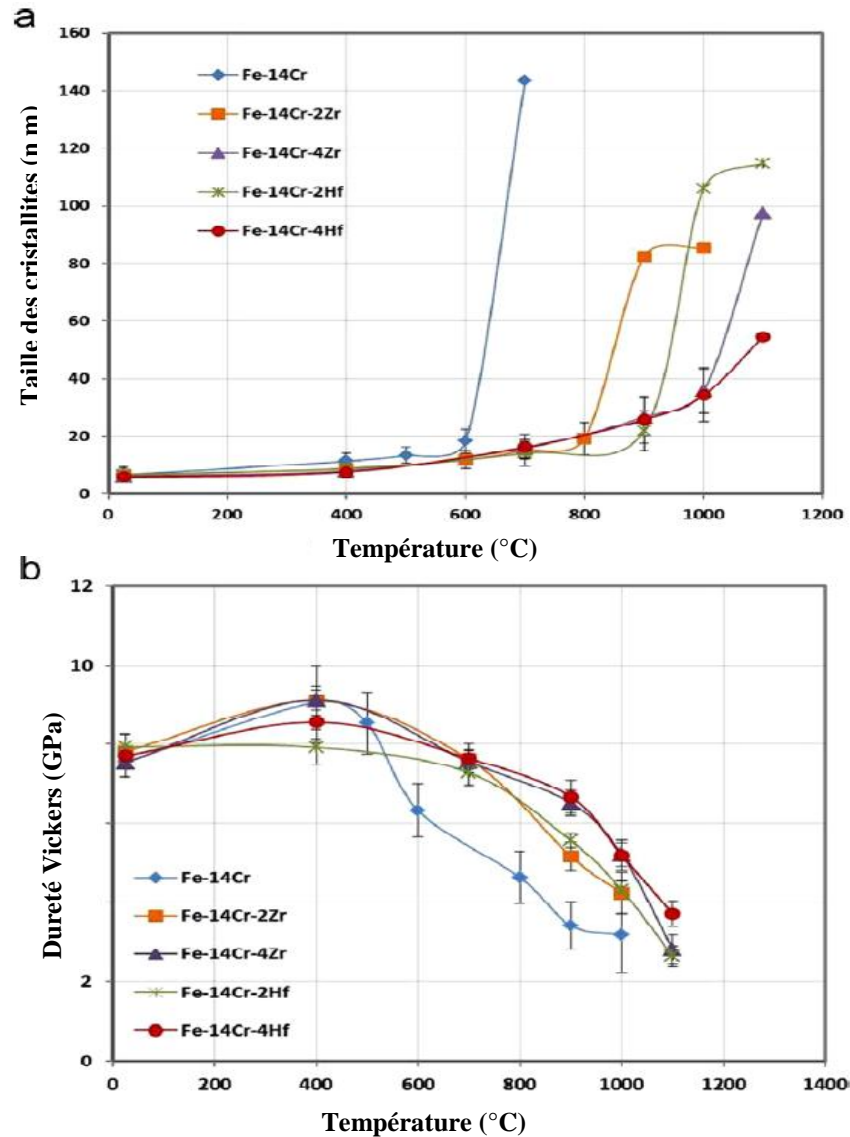 a
160
140
120
100
80
60
40
20
0
Fe-14Cr
Fe-14Cr-2Zr
Fe-14Cr-4Zr
Fe-14Cr-2Hf
Fe-14Cr-4Hf
Taille des cristallites (n m)
0 200 400 600 800 1000 1200
Température (°C)
b
12
10
2
0
Fe-14Cr
Fe-14Cr-2Zr
Fe-14Cr-4Zr
Fe-14Cr-2Hf
Fe-14Cr-4Hf
Dureté Vickers (GPa)
0 200 400 600 800 1000 1200 1400
Température (°C)